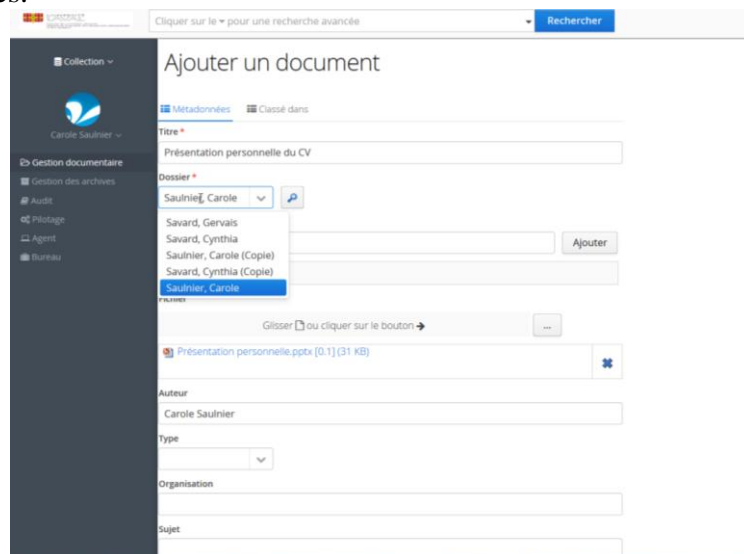 es.
Cliquer sur le pour une recherche avancée
Rechercher
Collection
Carole Saulnier
Gestion documentaire
Gestion des archives
Audit
Pilotage
Agent
Bureau
Ajouter un document
Métadonnées Classé dans
Titre *
Présentation personnelle du CV
Dossier *
Saulnier, Carole
Savard, Gervais
Savard, Cynthia
Saulnier, Carole (Copie)
Savard, Cynthia (Copie)
Saulnier, Carole
Ajouter
Fichier
Glisser ou cliquer sur le bouton
...
Présentation personnelle.pptx [0.1] (31 KB)
Auteur
Carole Saulnier
Type
Organisation
Sujet